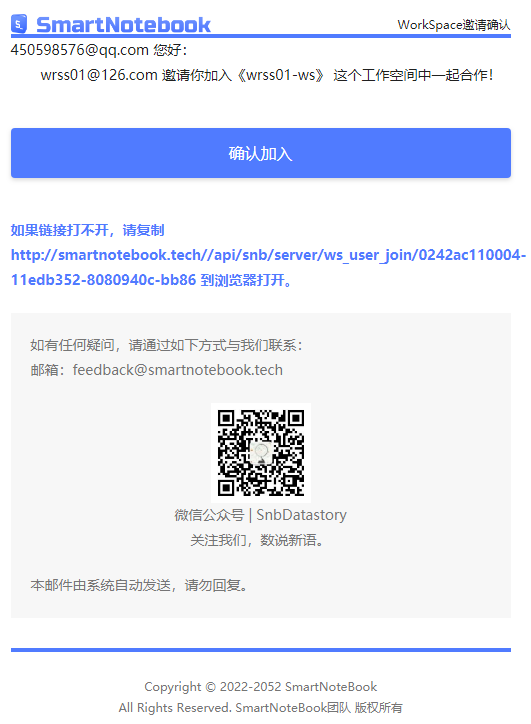 SmartNotebook
WorkSpace邀请确认
450598576@qq.com 您好：
wrss01@126.com 邀请你加入《wrss01-ws》 这个工作空间中一起合作！
确认加入
如果链接打不开，请复制
http://smartnotebook.tech//api/snb/server/ws_user_join/0242ac110004-
11edb352-8080940c-bb86 到浏览器打开。
如有任何疑问，请通过如下方式与我们联系：
邮箱：feedback@smartnotebook.tech
微信公众号 | SnbDatastory
关注我们，数说新语。
本邮件由系统自动发送，请勿回复。
Copyright © 2022-2052 SmartNoteBook
All Rights Reserved. SmartNoteBook团队 版权所有